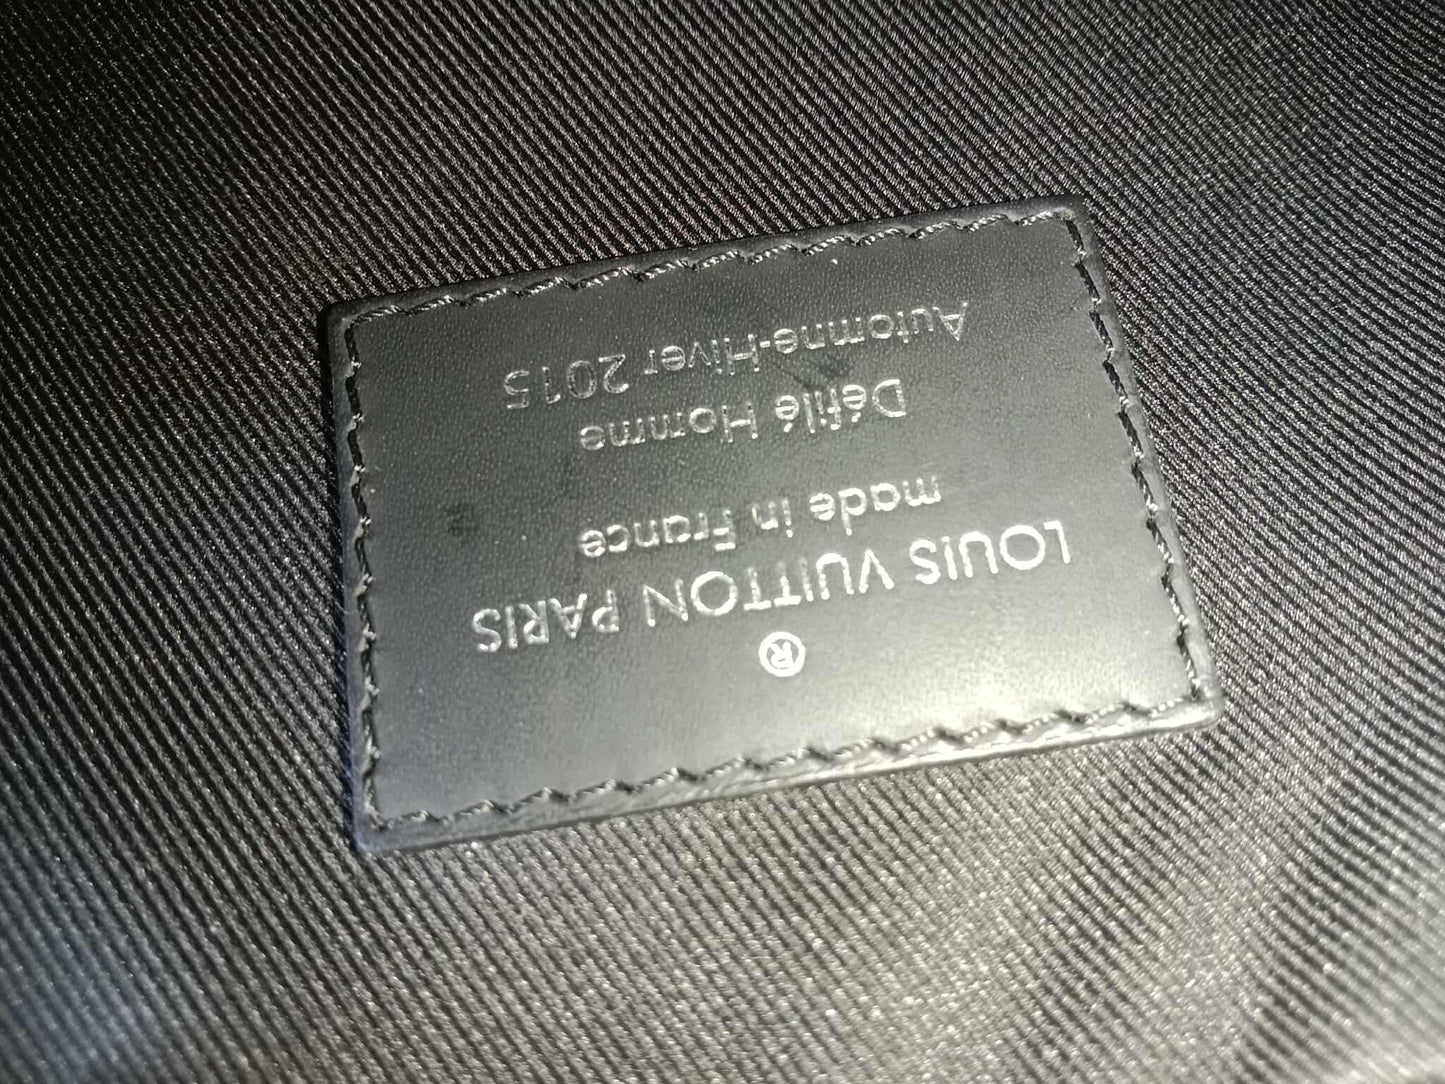 ®
LOUIS VUITTON PARIS
made in France
Défilé Homme
Automne-Hiver 2015